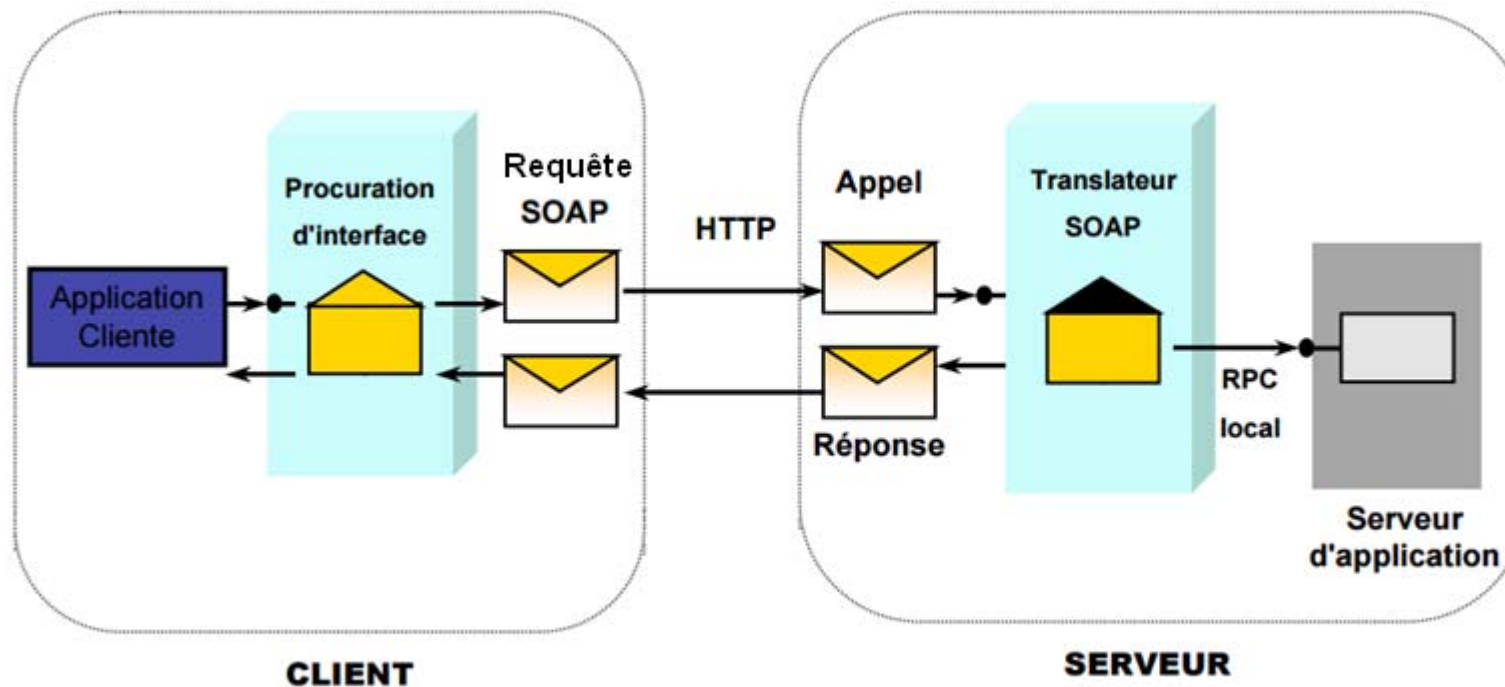 Application
Cliente
Procuration
d'interface
Requête
SOAP
HTTP
Appel
Réponse
Translateur
SOAP
RPC
local
Serveur
d'application
CLIENT
SERVEUR